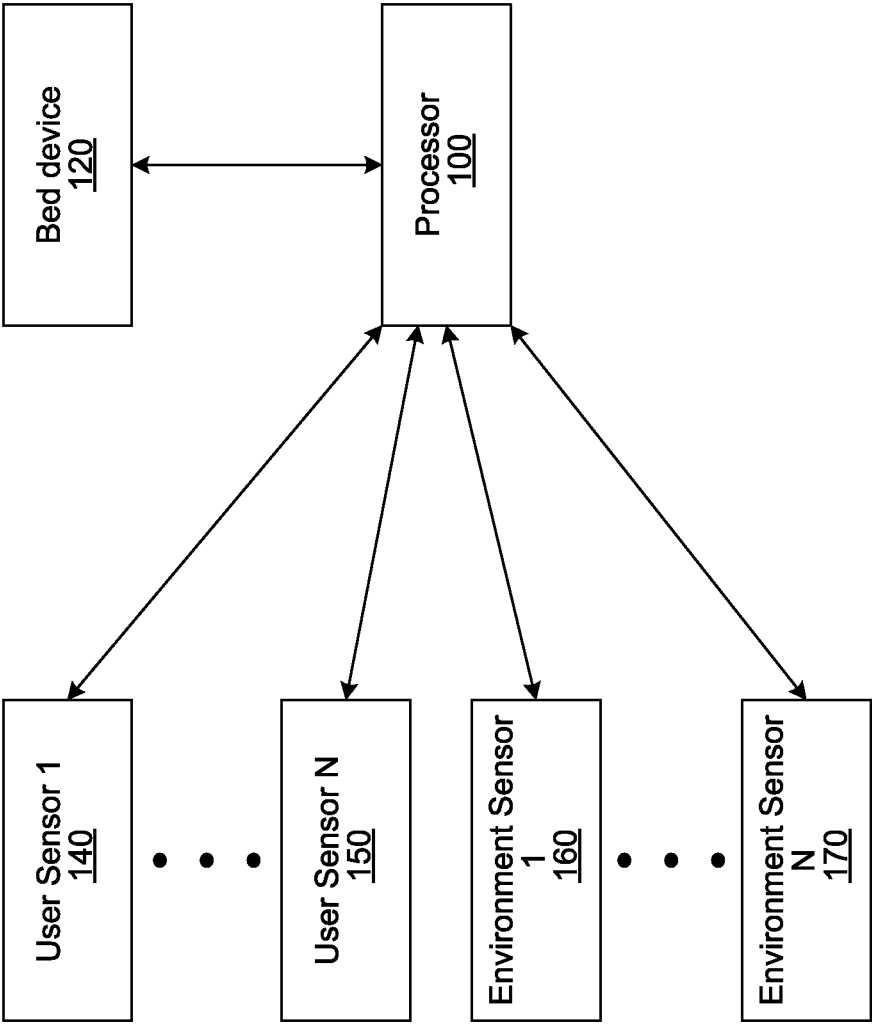 Bed device
120
Processor
100
User Sensor 1
140
User Sensor N
150
Environment Sensor
1
160
Environment Sensor
N
170